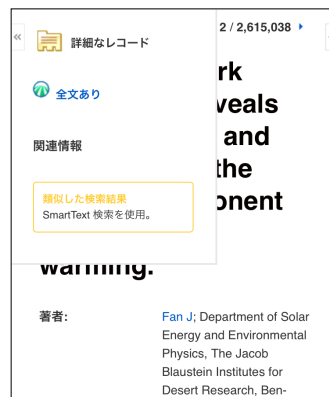 «
詳細なレコード
全文あり
関連情報
類似した検索結果
SmartText 検索を使用。
2 / 2,615,038
rk
veals
and
the
ponent
warming.
著者:
Fan J; Department of Solar
Energy and Environmental
Physics, The Jacob
Blaustein Institutes for
Desert Research, Ben-